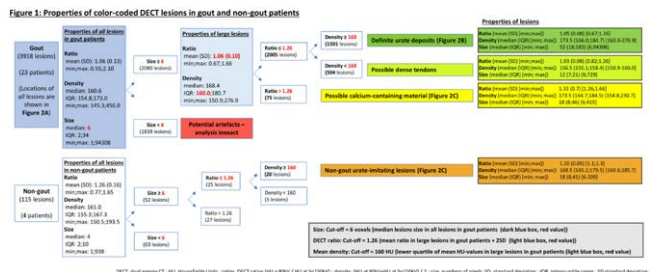 Figure 1: Properties of color-coded DECT lesions in gout and non-gout patients
Gout
(3918 lesions)
(23 patients)
[Locations of
all lesions are
shown in
Figure 2A]
Properties of all lesions
in gout patients
Ratio
mean (SD): 1.06 (0.13)
min;max: 0.55;2.10
Density
median: 160.6
IQR: 154.8;173.0
min;max: 145.3;456.0
Size
median: 6
IQR: 2;34
min;max: 1;94308
Size ≥ 6
(2080 lesions)
Size < 6
(1838 lesions)
Properties of large lesions
in gout patients
Ratio
mean (SD): 1.06 (0.10)
min;max: 0.67;1.66
Density
median: 168.4
IQR: 160.0;180.7
min;max: 150.9;276.9
Potential artefacts –
analysis inexact
Ratio ≤ 1.26
(2005 lesions)
Ratio > 1.26
(75 lesions)
Density ≥ 160
(1501 lesions)
Density < 160
(504 lesions)
Definite urate deposits (Figure 2B)
Possible dense tendons
Possible calcium-containing material (Figure 2C)
Properties of lesions
Non-gout
(115 lesions)
(4 patients)
Properties of all lesions
in non-gout patients
Ratio
mean (SD): 1.26 (0.16)
min;max: 0.77;1.65
Density
median: 161.0
IQR: 155.3;167.3
min;max: 150.5;193.5
Size
median: 4
IQR: 2;10
min;max: 1;938
Size ≥ 6
(52 lesions)
Size < 6
(63 lesions)
Ratio ≤ 1.26
(25 lesions)
Ratio > 1.26
(27 lesions)
Density ≥ 160
(20 lesions)
Density < 160
(5 lesions)
Non-gout urate-imitating lesions (Figure 2C)
Size: Cut-off = 6 voxels (median lesions size in all lesions in gout patients (dark blue box, red value)
DECT ratio: Cut-off = 1.26 (mean ratio in large lesions in gout patients + 2SD (light blue box, red value)
Mean density: Cut-off = 160 HU (lower quartile of mean HU-values in large lesions in gout patients (light blue box, red value)